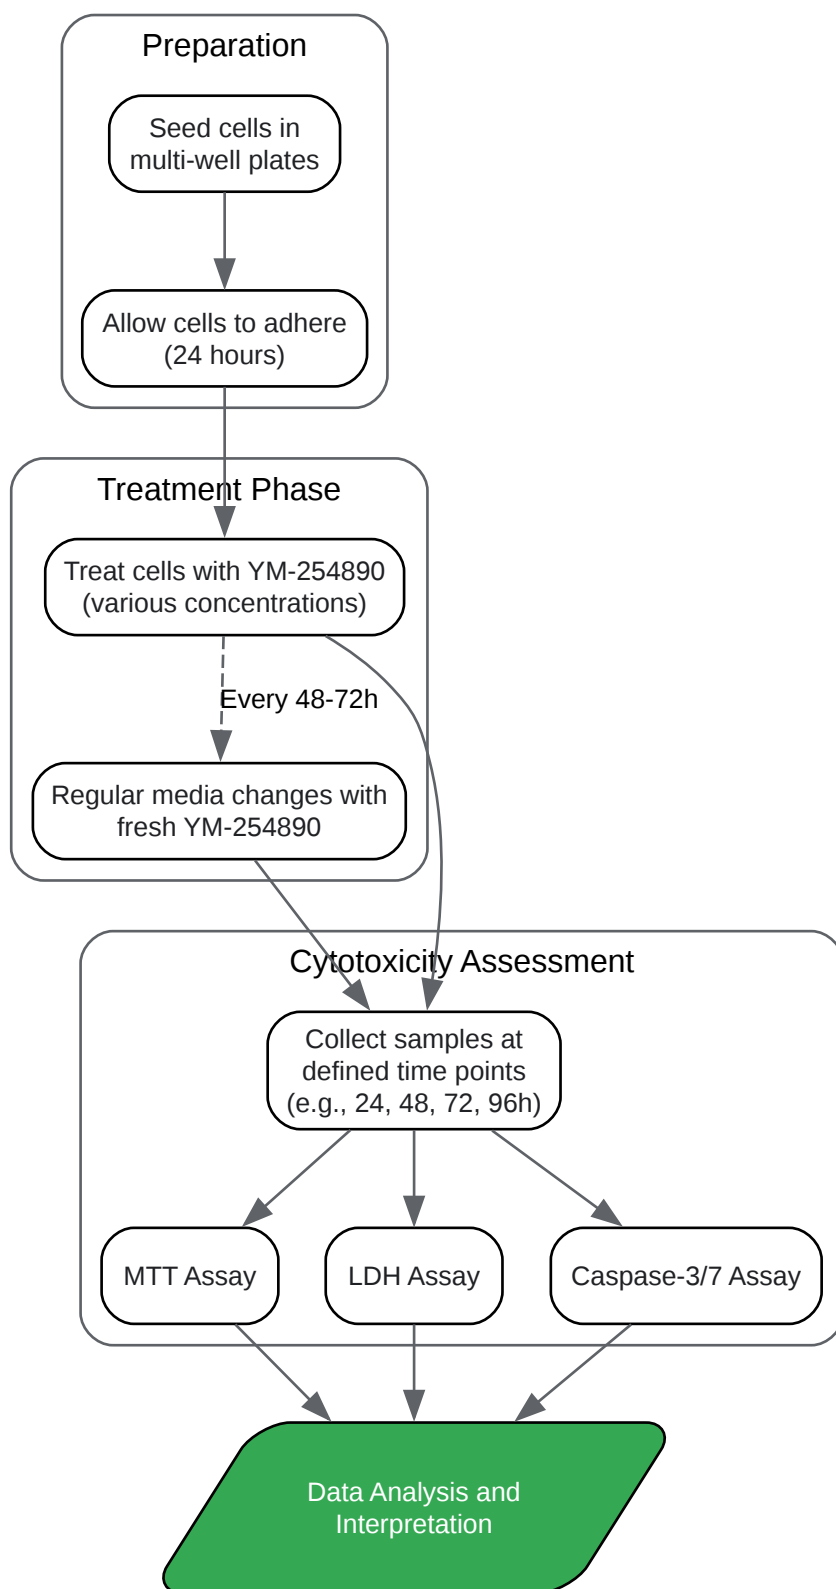 Preparation
Seed cells in
multi-well plates
Allow cells to adhere
(24 hours)
Treatment Phase
Treat cells with YM-254890
(various concentrations)
Every 48-72h
Regular media changes with
fresh YM-254890
Cytotoxicity Assessment
Collect samples at
defined time points
(e.g., 24, 48, 72, 96h)
MTT Assay
LDH Assay
Caspase-3/7 Assay
Data Analysis and
Interpretation